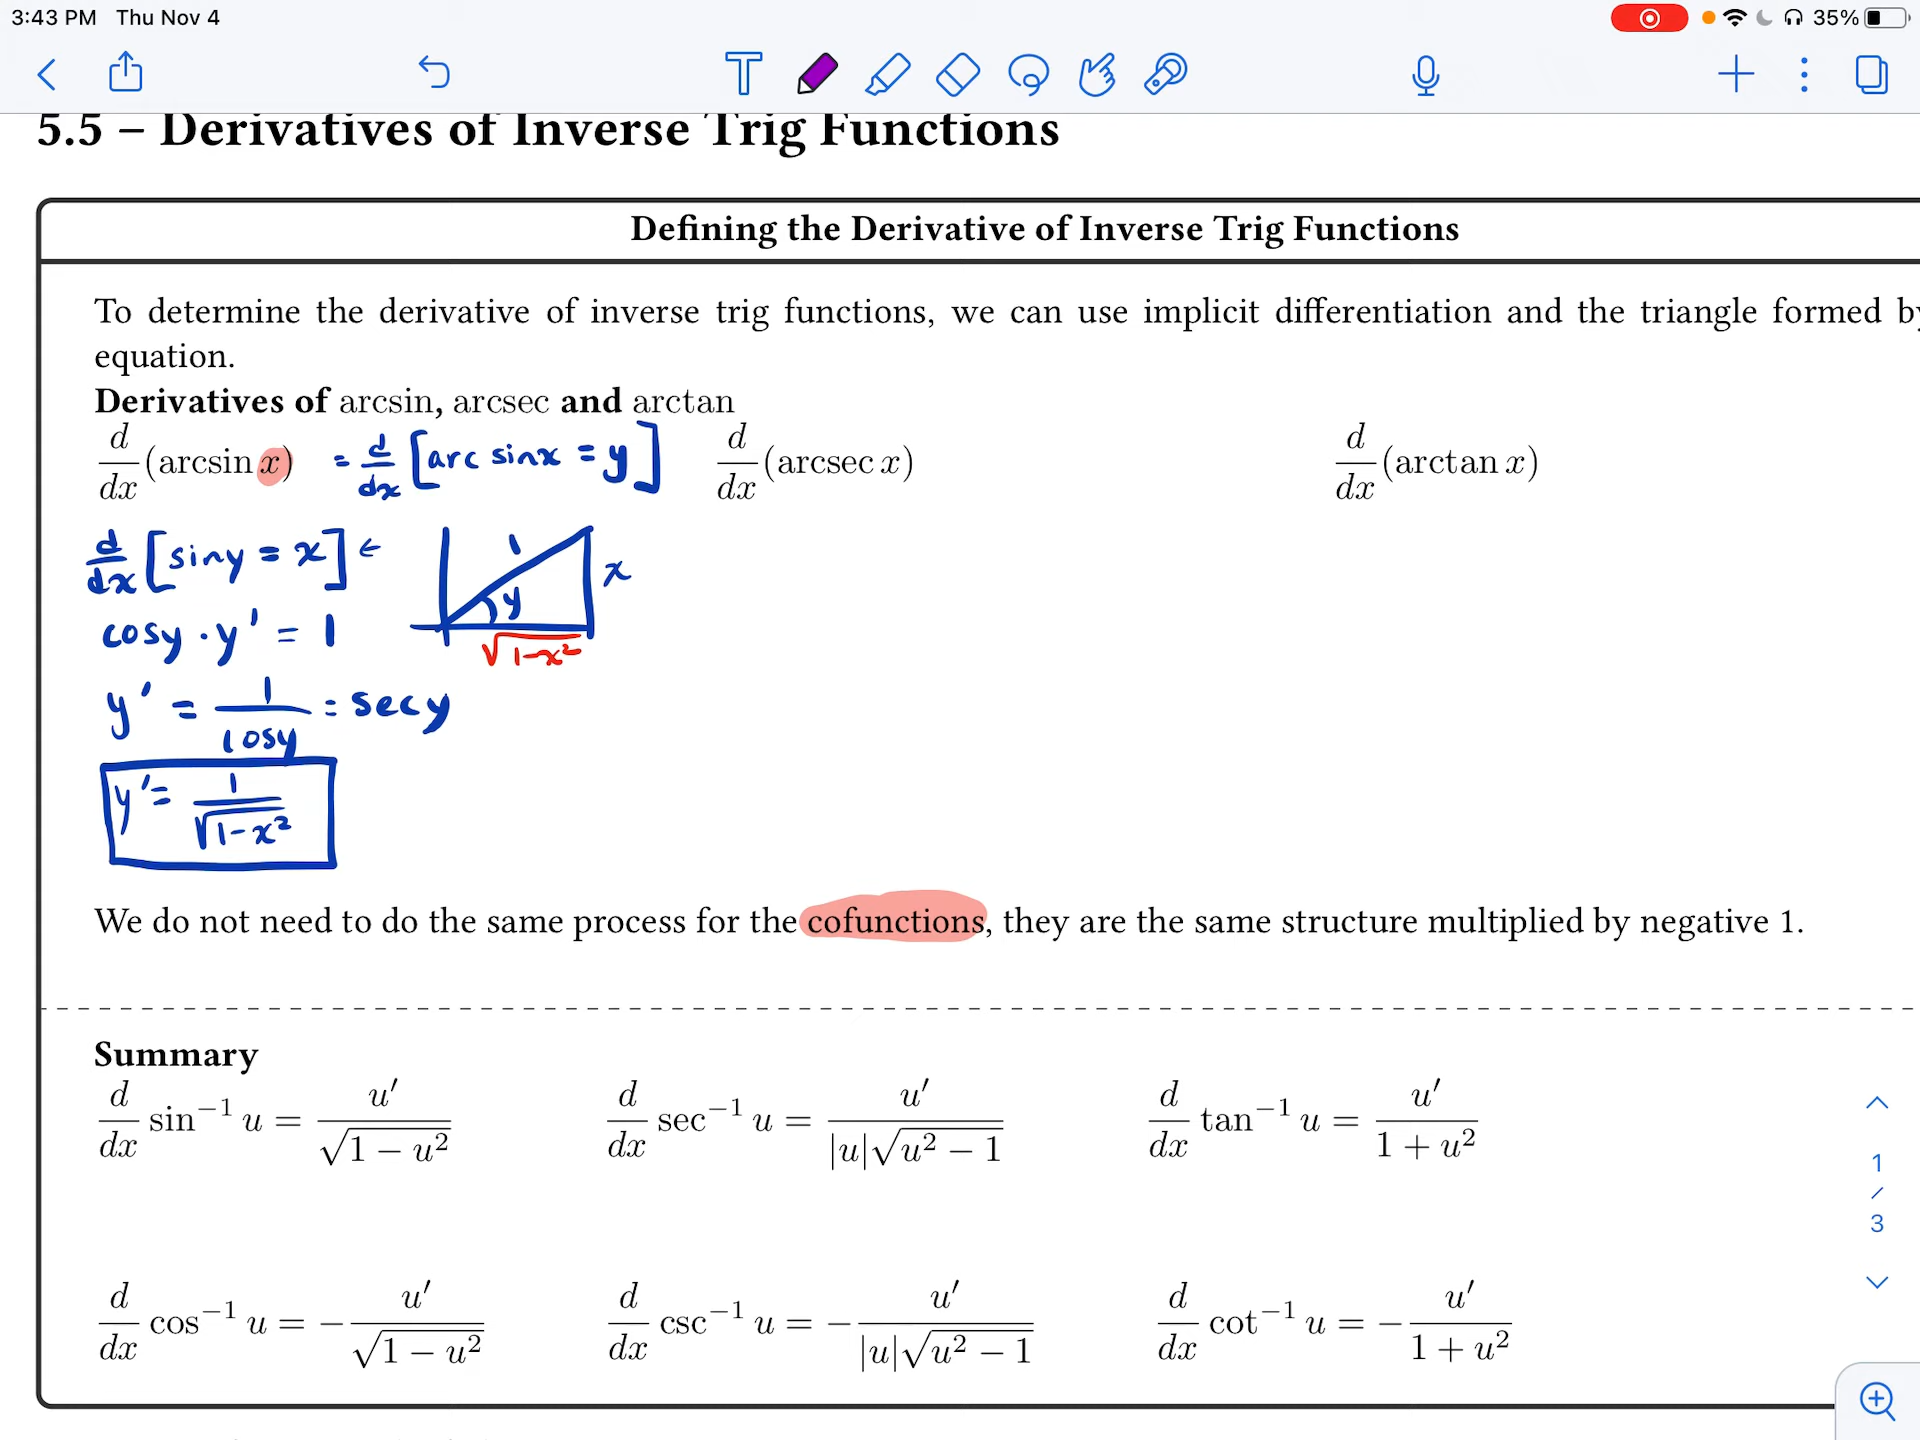 3:43 PM Thu Nov 4 35%
T
5.5 – Derivatives of Inverse Trig Functions
Defining the Derivative of Inverse Trig Functions
To determine the derivative of inverse trig functions, we can use implicit differentiation and the triangle formed by
equation.
Derivatives of arcsin, arcsec and arctan
d/dx (arcsin x) = d/dx [arc sinx = y] d/dx (arcsec x) d/dx (arctan x)
d/dx [siny = x] ←
1
x
y
cosy · y' = 1
√1-x²
y' = 1/cosy = secy
y' = 1/√1-x²
We do not need to do the same process for the cofunctions, they are the same structure multiplied by negative 1.
Summary
d/dx sin⁻¹ u = u′/√(1 − u²) d/dx sec⁻¹ u = u′/|u|√(u² − 1) d/dx tan⁻¹ u = u′/1 + u²
1
/
3
d/dx cos⁻¹ u = −u′/√(1 − u²) d/dx csc⁻¹ u = −u′/|u|√(u² − 1) d/dx cot⁻¹ u = −u′/1 + u²